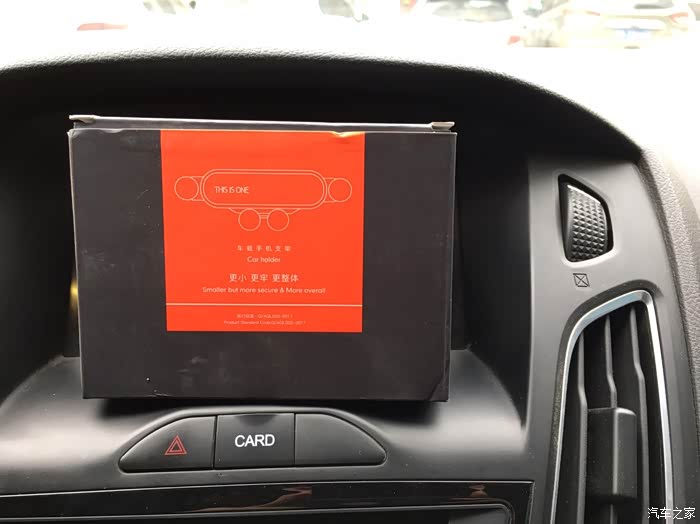 THIS IS ONE
车载手机支架
Car holder
更小 更牢 更整体
Smaller but more secure & More overall
CARD
汽车之家